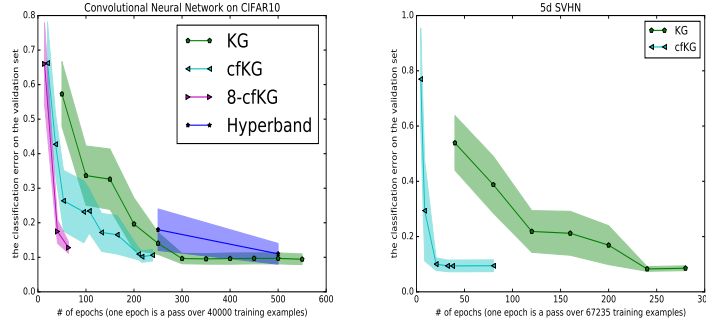 Convolutional Neural Network on CIFAR10
the classification error on the validation set
0.8
0.7
0.6
0.5
0.4
0.3
0.2
0.1
0.0
KG
cfKG
8-cfKG
Hyperband
0 100 200 300 400 500 600
# of epochs (one epoch is a pass over 40000 training examples)
5d SVHN
the classification error on the validation set
1.0
0.8
0.6
0.4
0.2
0.0
KG
cfKG
0 50 100 150 200 250 300
# of epochs (one epoch is a pass over 67235 training examples)